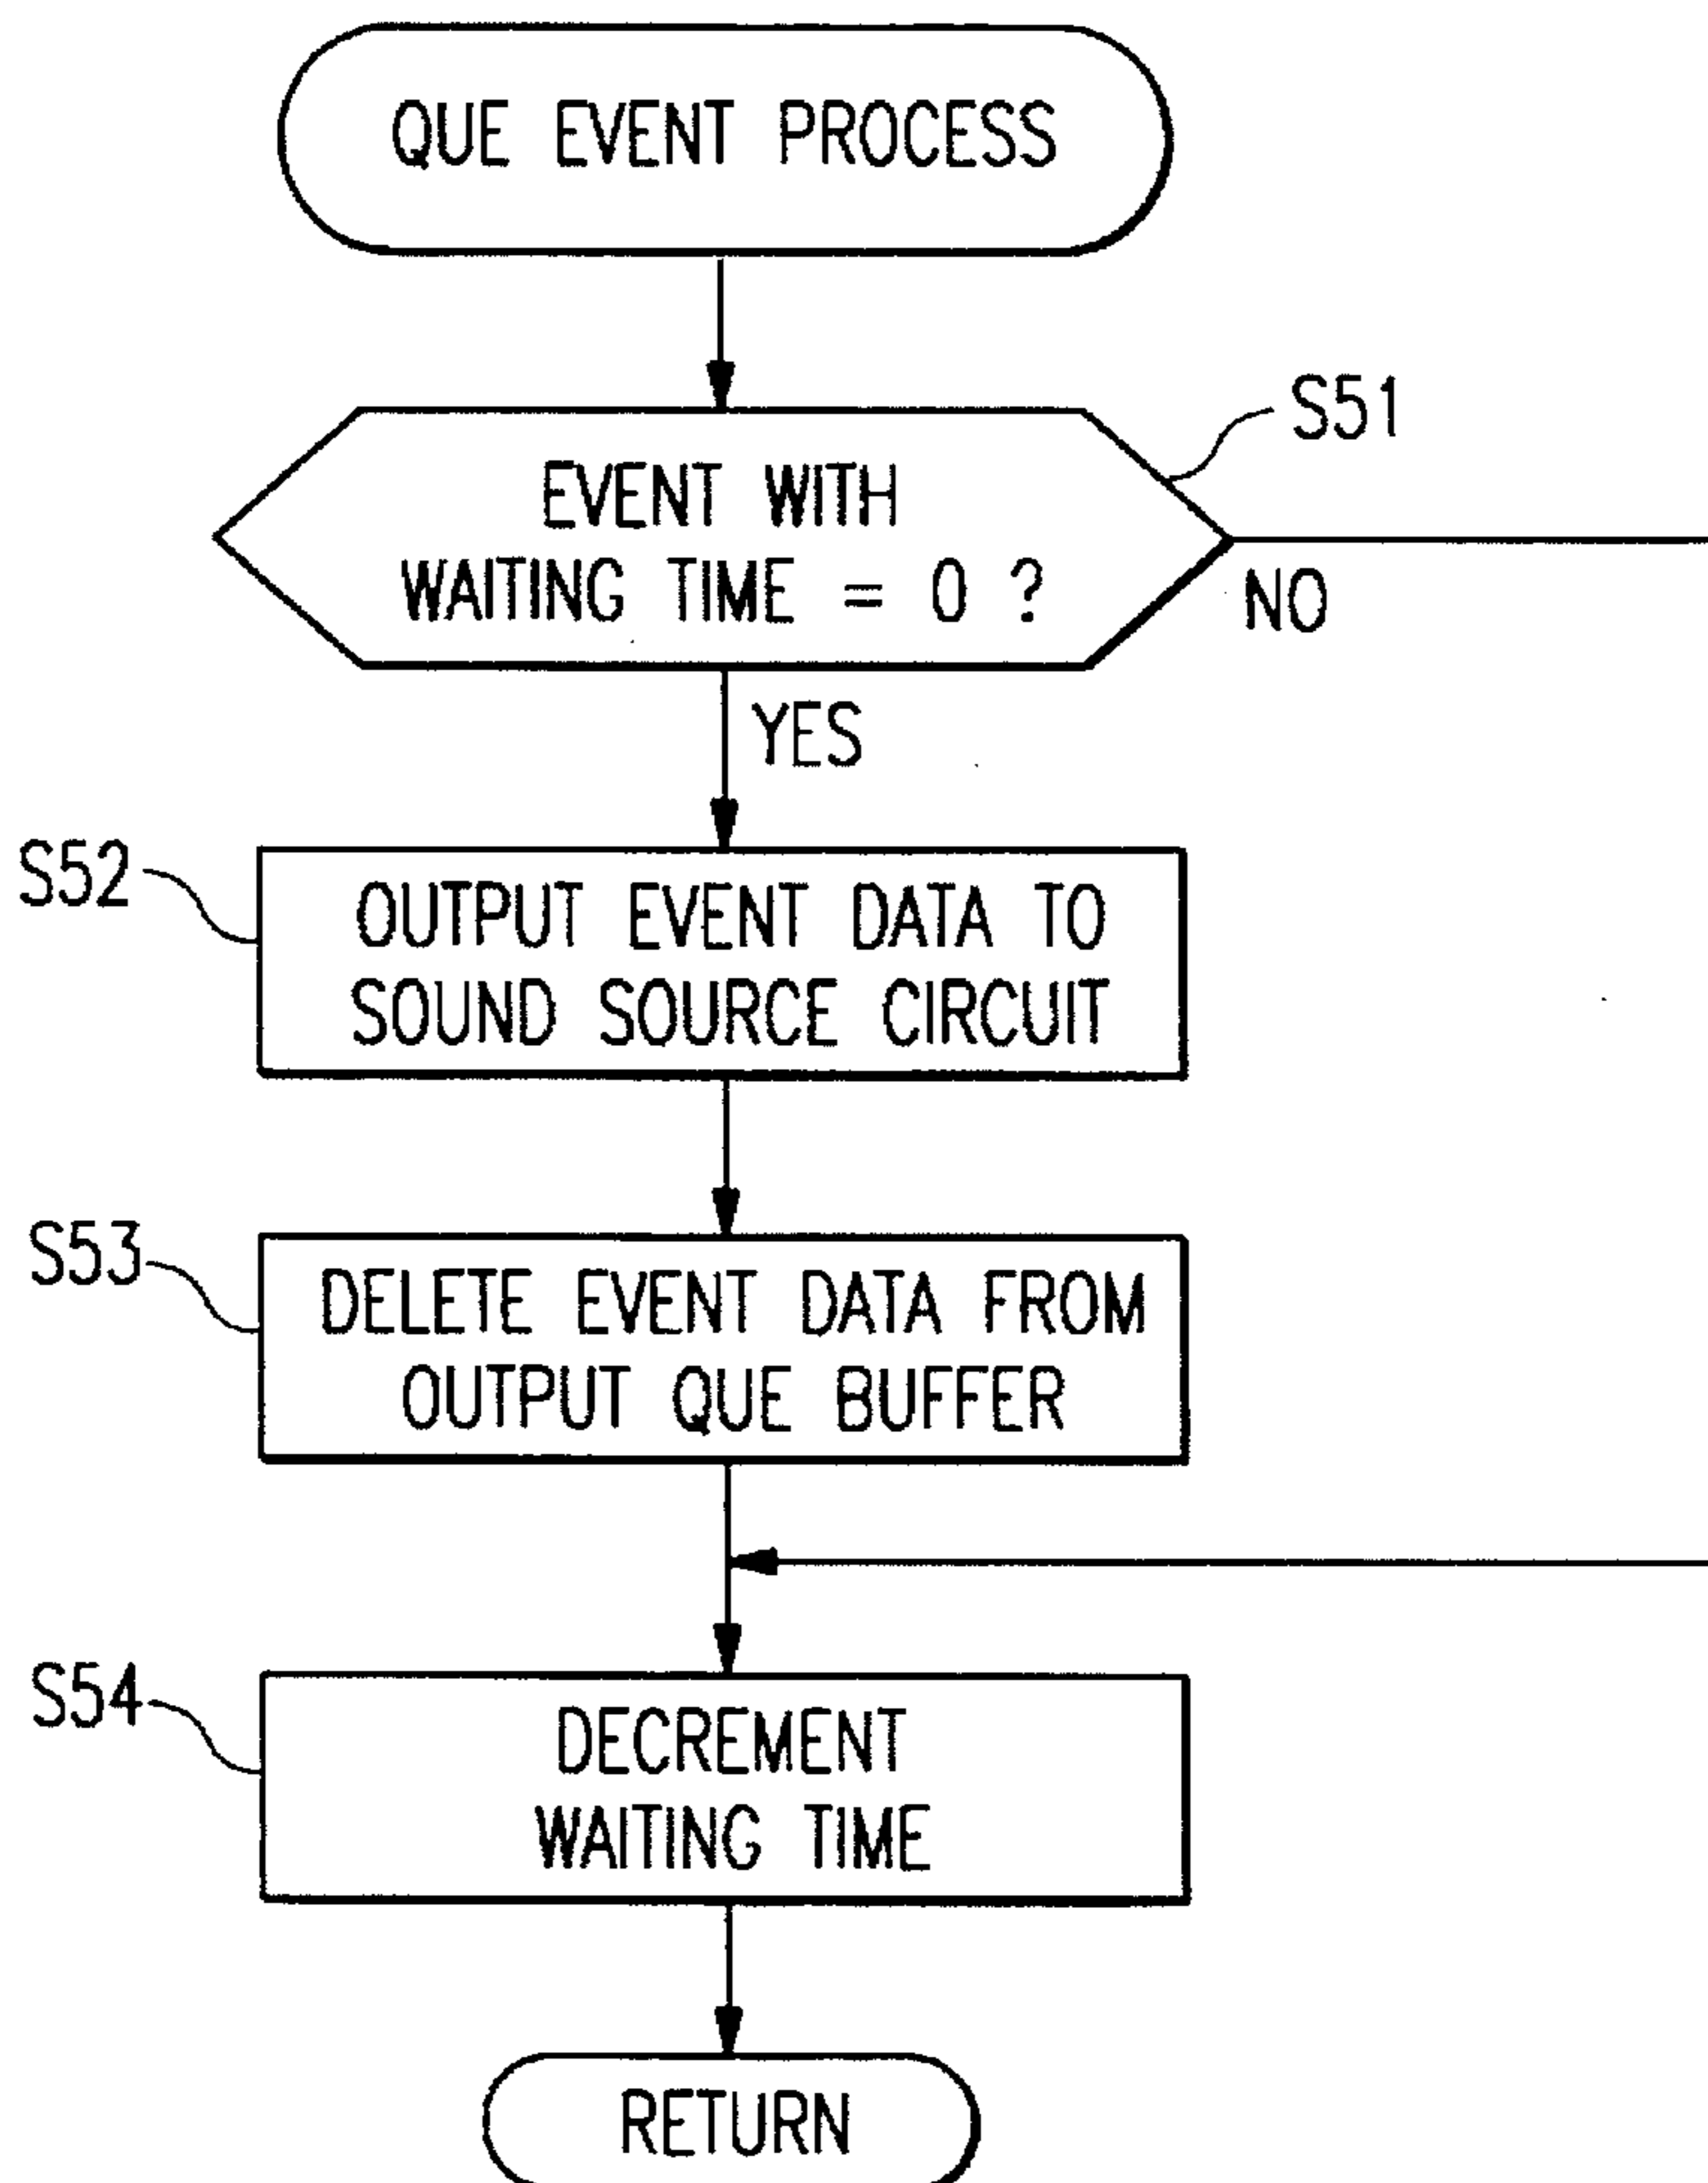 QUE EVENT PROCESS
S51
EVENT WITH
WAITING TIME = 0 ?
NO
YES
S52
OUTPUT EVENT DATA TO
SOUND SOURCE CIRCUIT
S53
DELETE EVENT DATA FROM
OUTPUT QUE BUFFER
S54
DECREMENT
WAITING TIME
RETURN